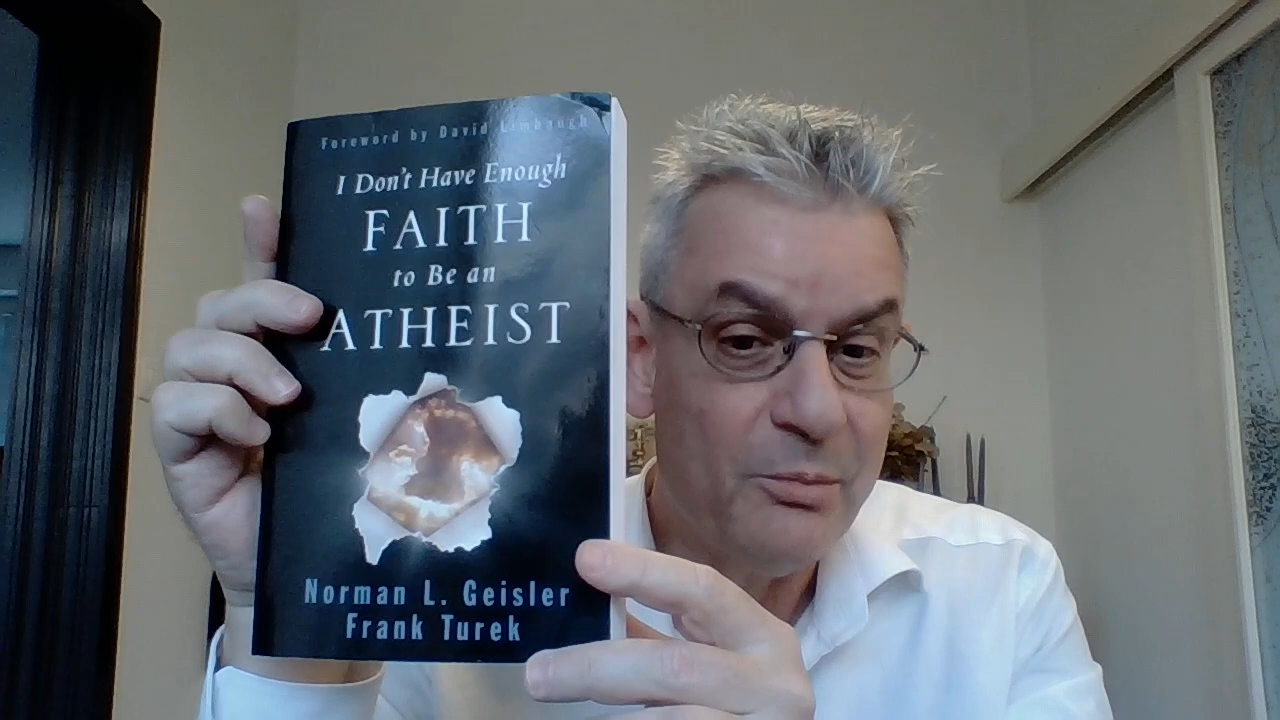 Foreword by David Limbaugh
I Don't Have Enough
FAITH
to Be an
ATHEIST
Norman L. Geisler
Frank Turek